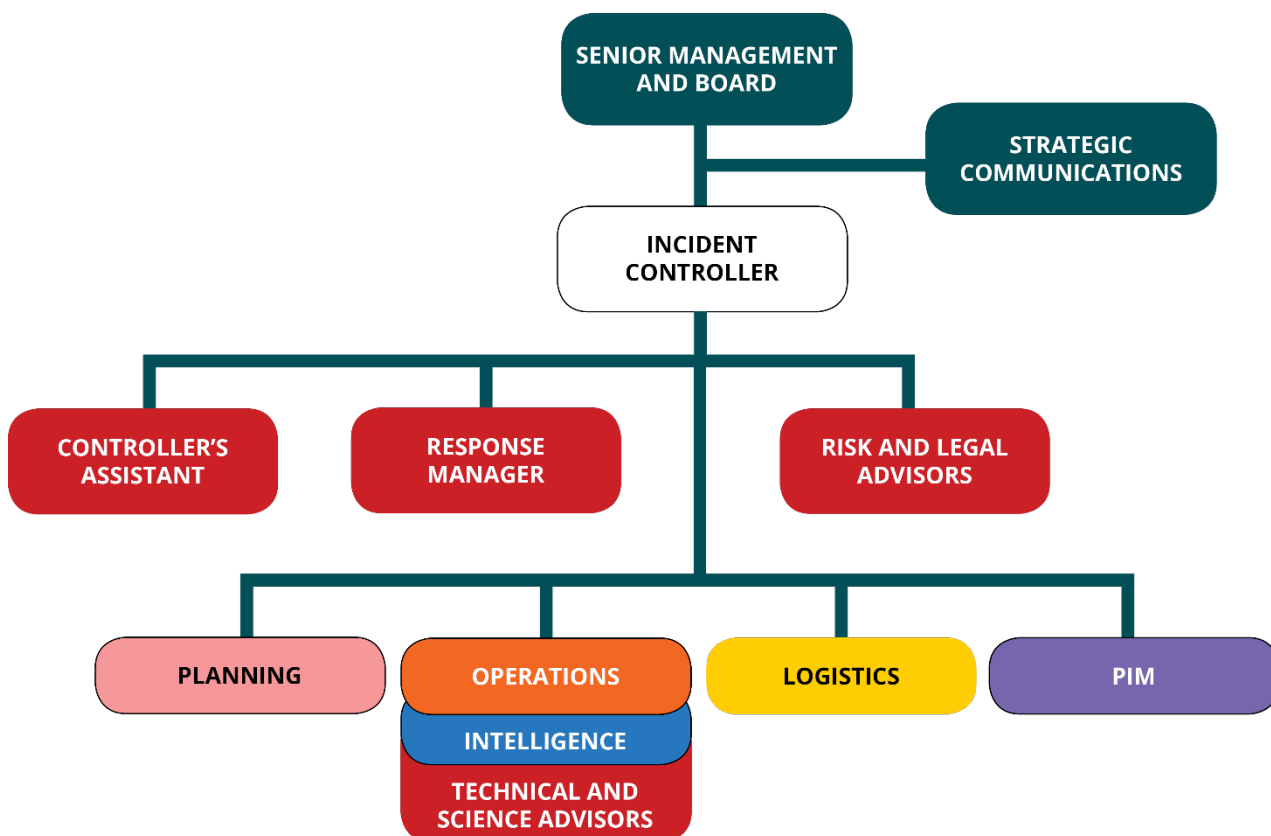 SENIOR MANAGEMENT
AND BOARD
STRATEGIC
COMMUNICATIONS
INCIDENT
CONTROLLER
CONTROLLER’S
ASSISTANT
RESPONSE
MANAGER
RISK AND LEGAL
ADVISORS
PLANNING
OPERATIONS
LOGISTICS
PIM
INTELLIGENCE
TECHNICAL AND
SCIENCE ADVISORS